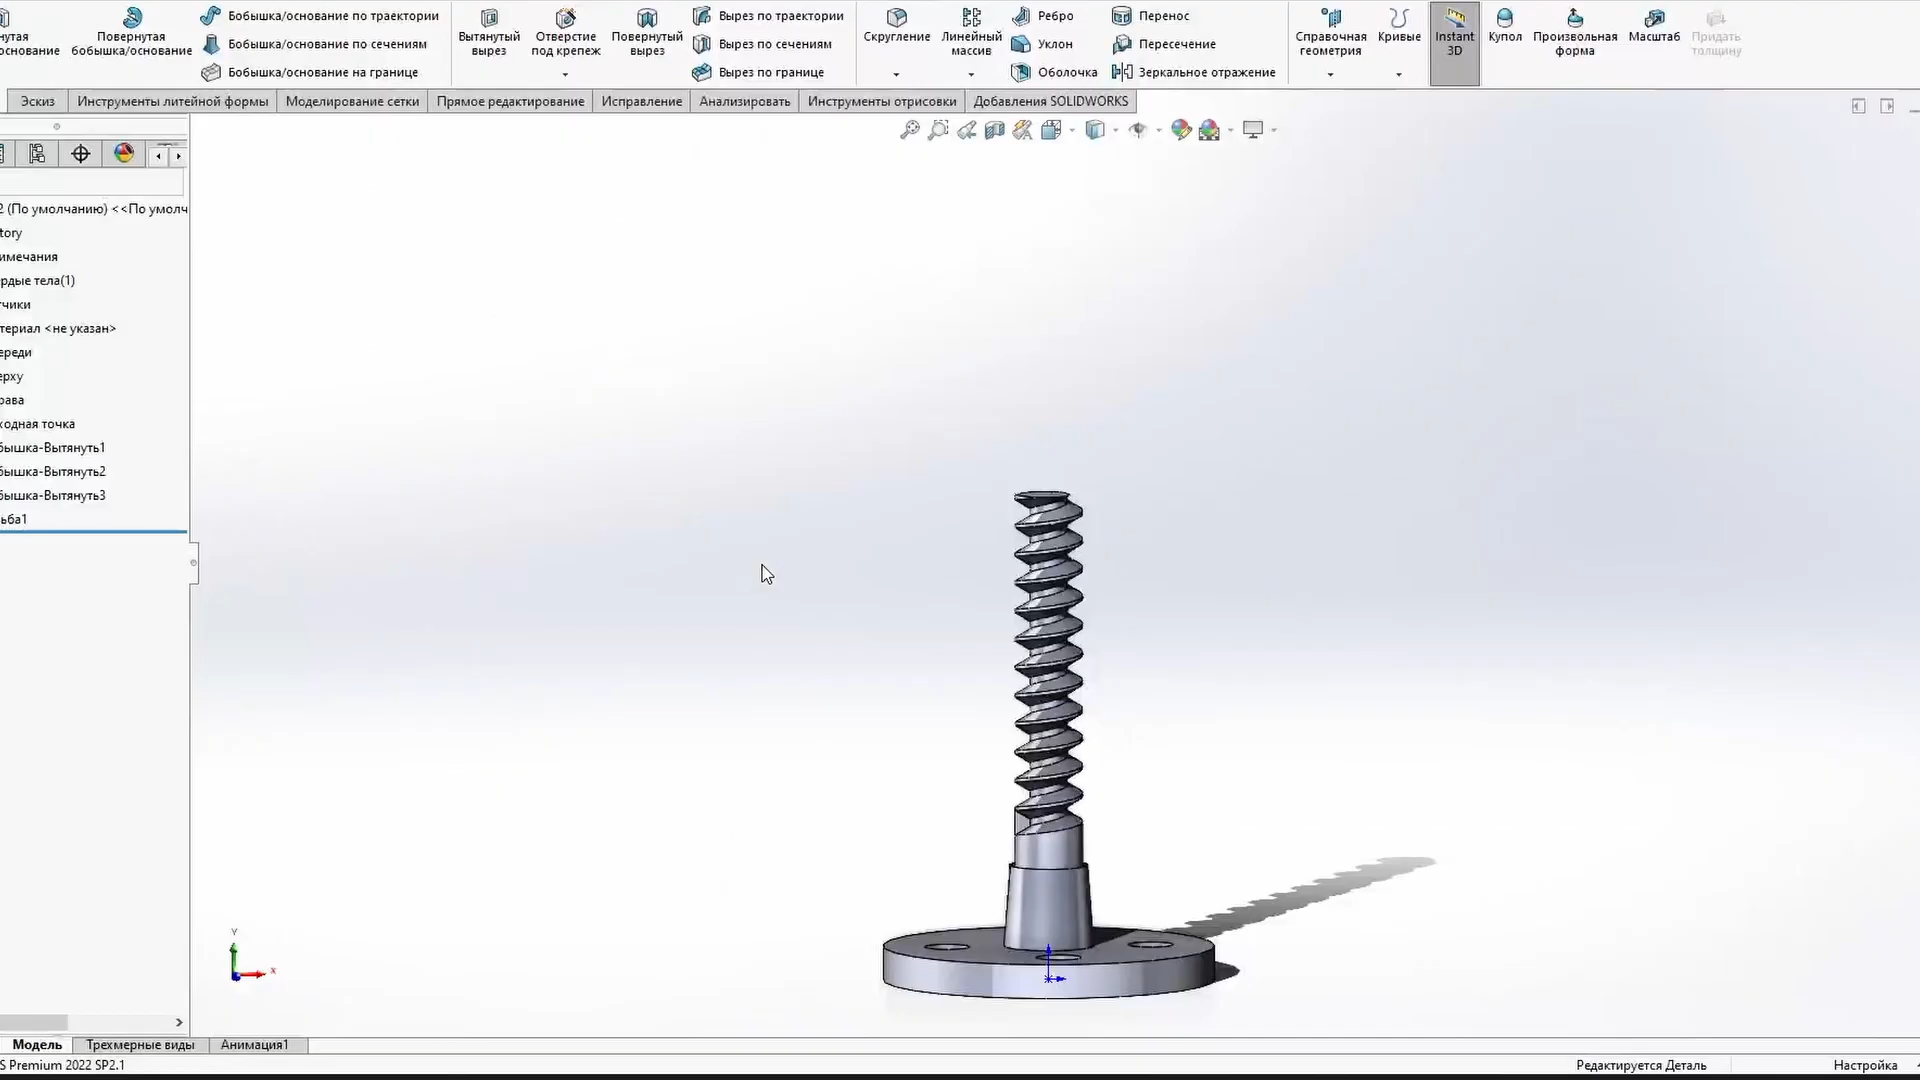 нутая
основание
Повернутая
бобышка/основание
Бобышка/основание по траектории
Бобышка/основание по сечениям
Бобышка/основание на границе
Вытянутый
вырез
Отверстие
под крепеж
Повернутый
вырез
Вырез по траектории
Вырез по сечениям
Вырез по границе
Скругление
Линейный
массив
Ребро
Уклон
Оболочка
Перенос
Пересечение
Зеркальное отражение
Справочная
геометрия
Кривые
Instant
3D
Купол
Произвольная
форма
Масштаб
Придать
толщину
Эскиз
Инструменты литейной формы
Моделирование сетки
Прямое редактирование
Исправление
Анализировать
Инструменты отрисовки
Добавления SOLIDWORKS
2 (По умолчанию) <<По умолч
tory
имечания
рдые тела(1)
тчики
териал <не указан>
ереди
ерху
рава
ходная точка
бышка-Вытянуть1
бышка-Вытянуть2
бышка-Вытянуть3
ьба1
Y
X
Модель
Трехмерные виды
Анимация1
S Premium 2022 SP2.1
Редактируется Деталь
Настройка